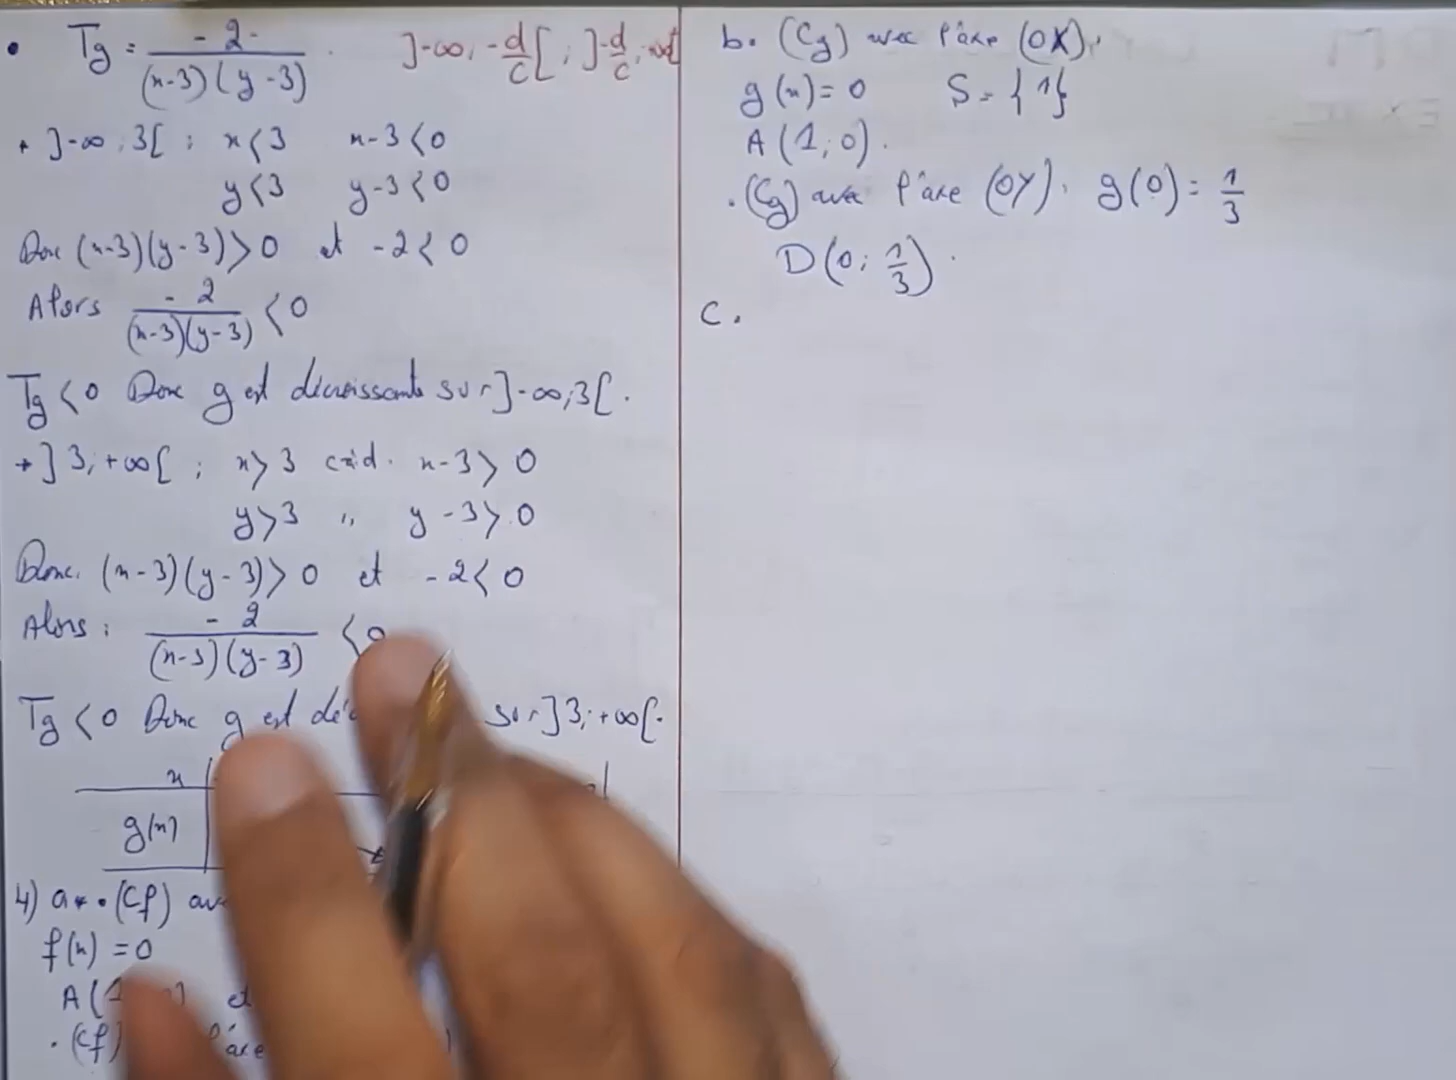 • Tg = -2 / (x-3)(y-3) . ]-∞, -d/c[ ; ]-d/c, +∞[
+ ]-∞ ; 3[ ; x<3 x-3<0
y<3 y-3<0
Donc (x-3)(y-3)>0 et -2<0
Alors -2 / (x-3)(y-3) <0
Tg<0 Donc g est décroissante sur ]-∞;3[.
+ ]3;+∞[ ; x>3 càd. x-3>0
y>3 ,, y-3>0
Donc. (x-3)(y-3)>0 et -2<0
Alors : -2 / (x-3)(y-3) <0
Tg<0 Donc g est sur ]3;+∞[.
x
g(x)
4) a • (Cf)
f(x) = 0
A(1 et
. (Cf) l'axe
b. (Cg) avec l'axe (OX).
g(x)=0 S={1}
A(1;0).
. (Cg) avec l'axe (OY). g(0)= 1/3
D(0; 1/3).
C.